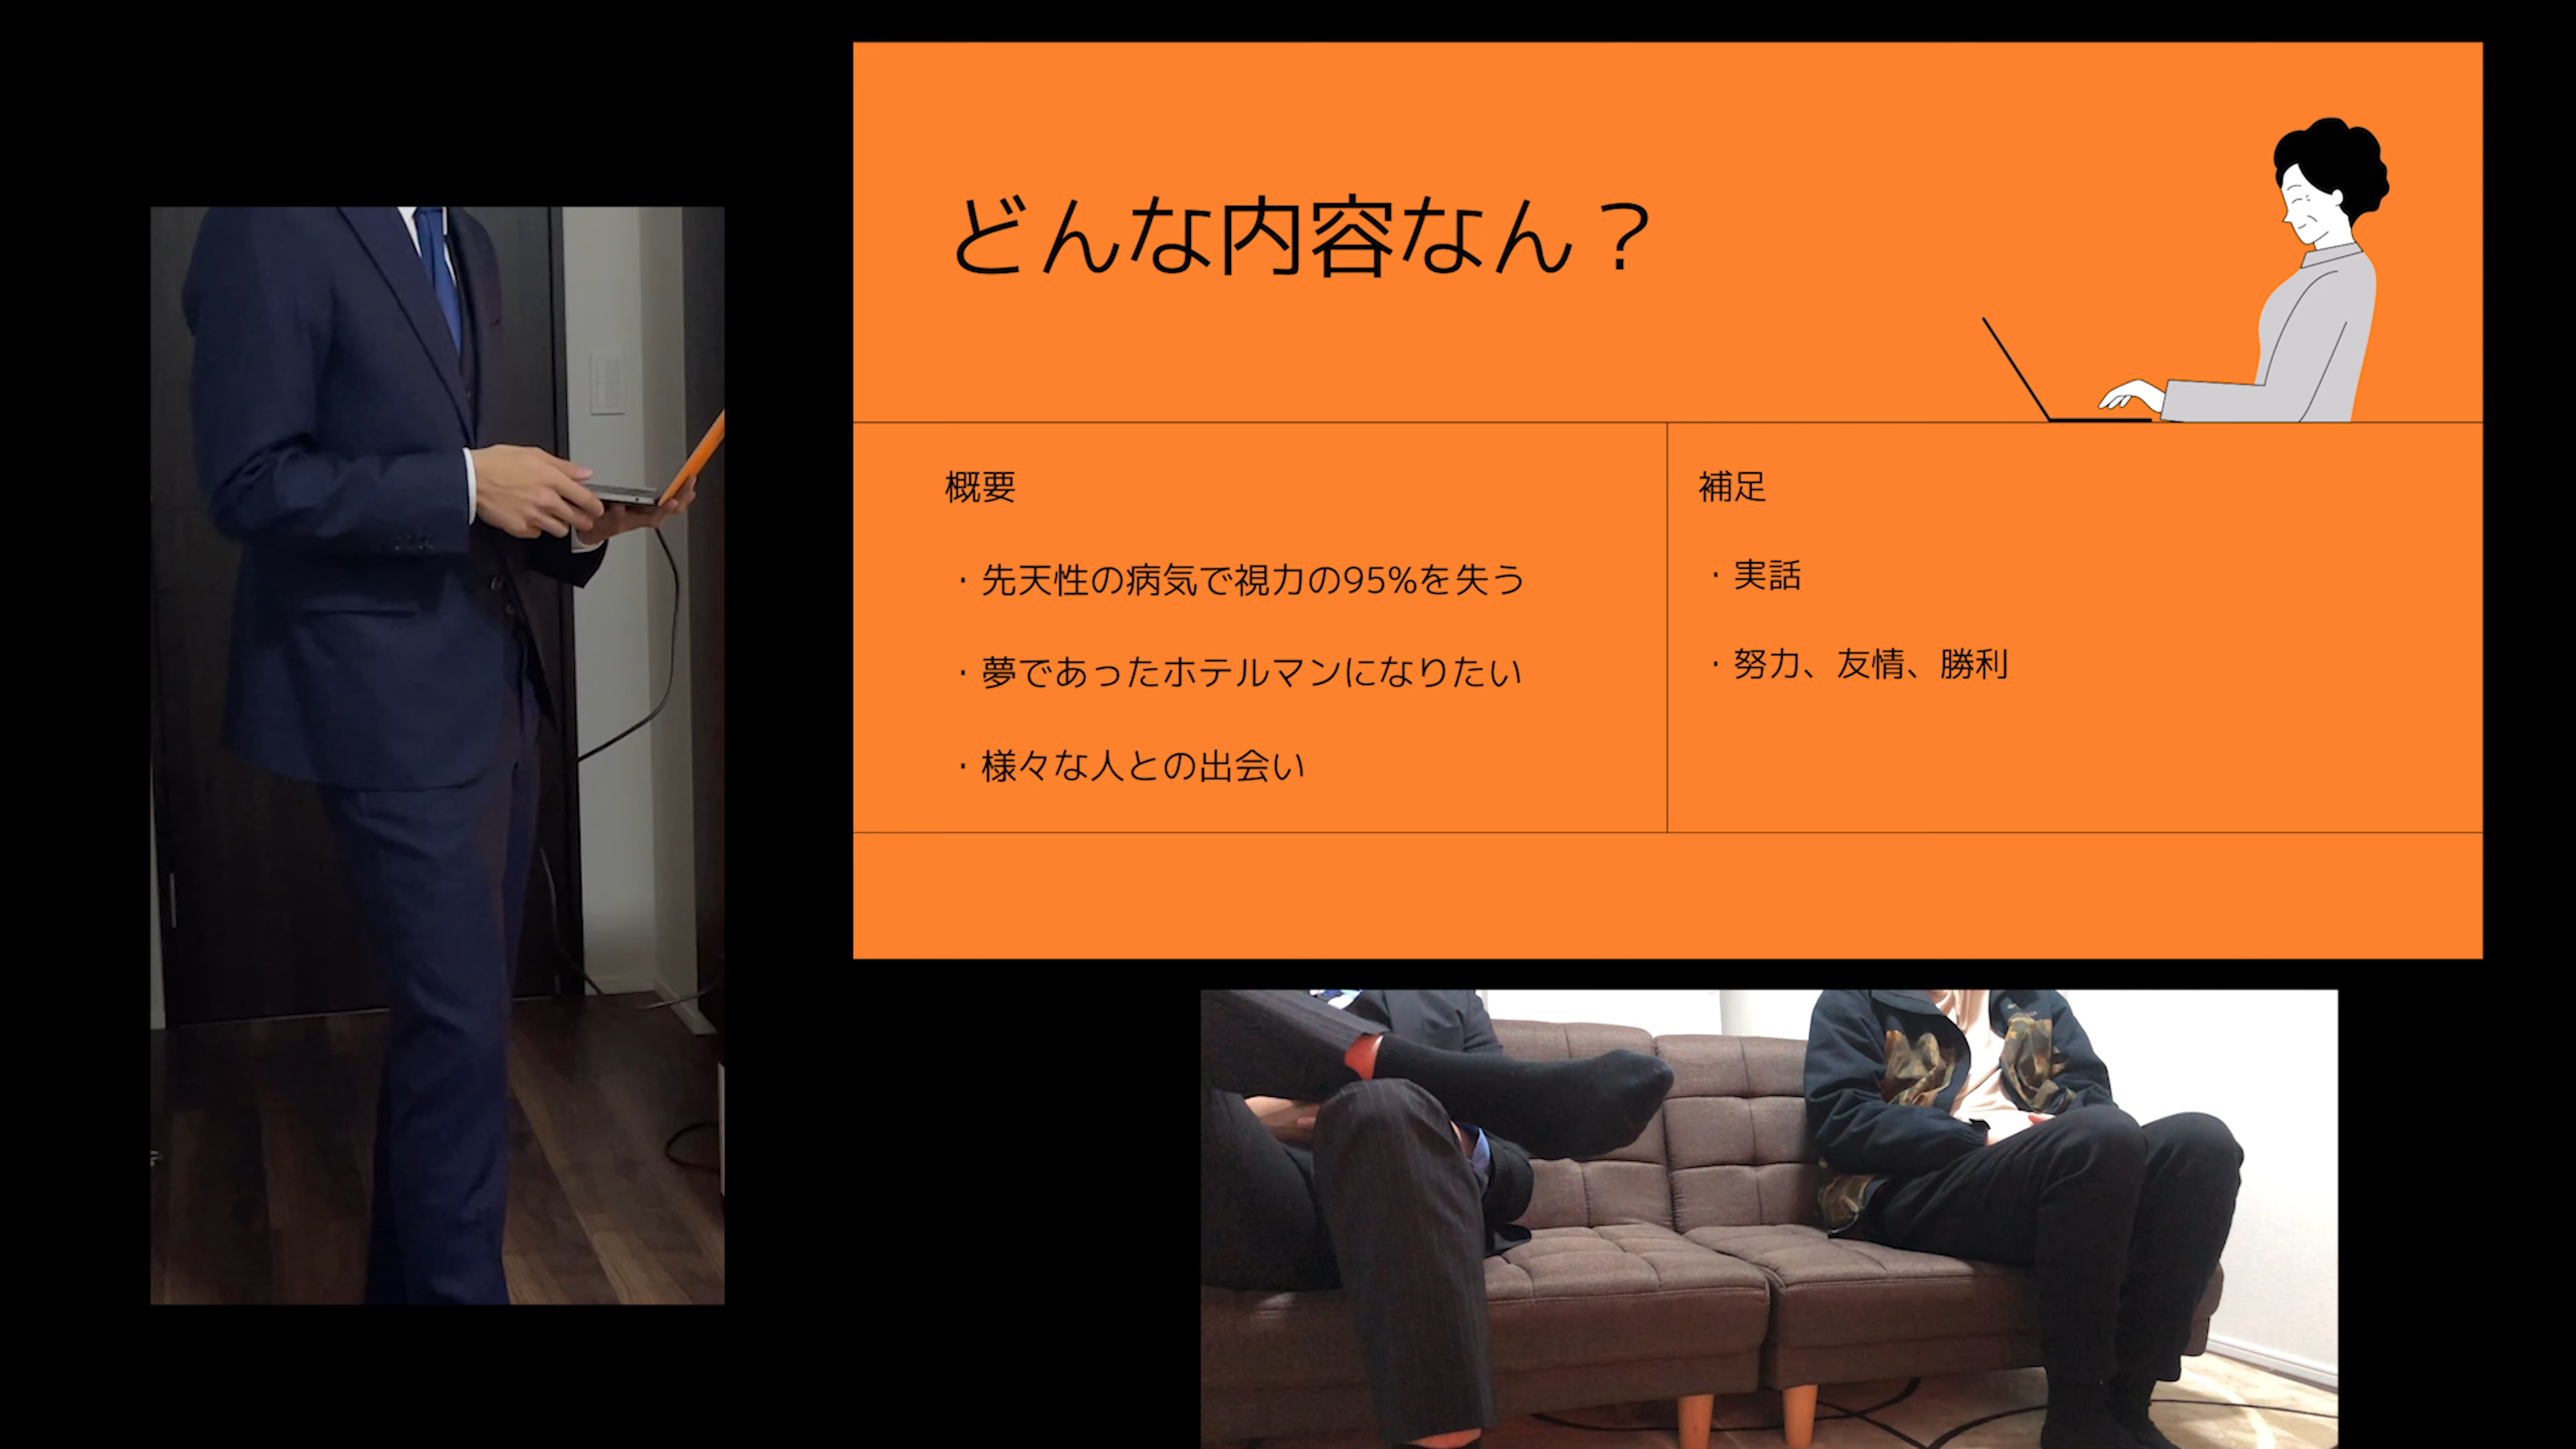 どんな内容なん？
概要
・先天性の病気で視力の95%を失う
・夢であったホテルマンになりたい
・様々な人との出会い
補足
・実話
・努力、友情、勝利